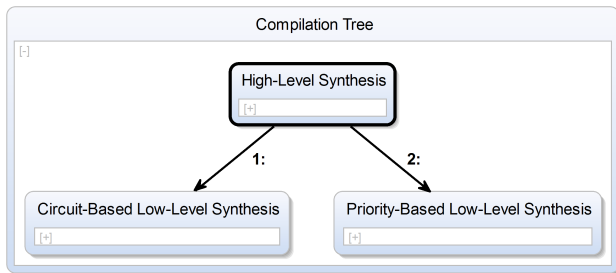 Compilation Tree
[-]
High-Level Synthesis
[+]
1:
2:
Circuit-Based Low-Level Synthesis
[+]
Priority-Based Low-Level Synthesis
[+]